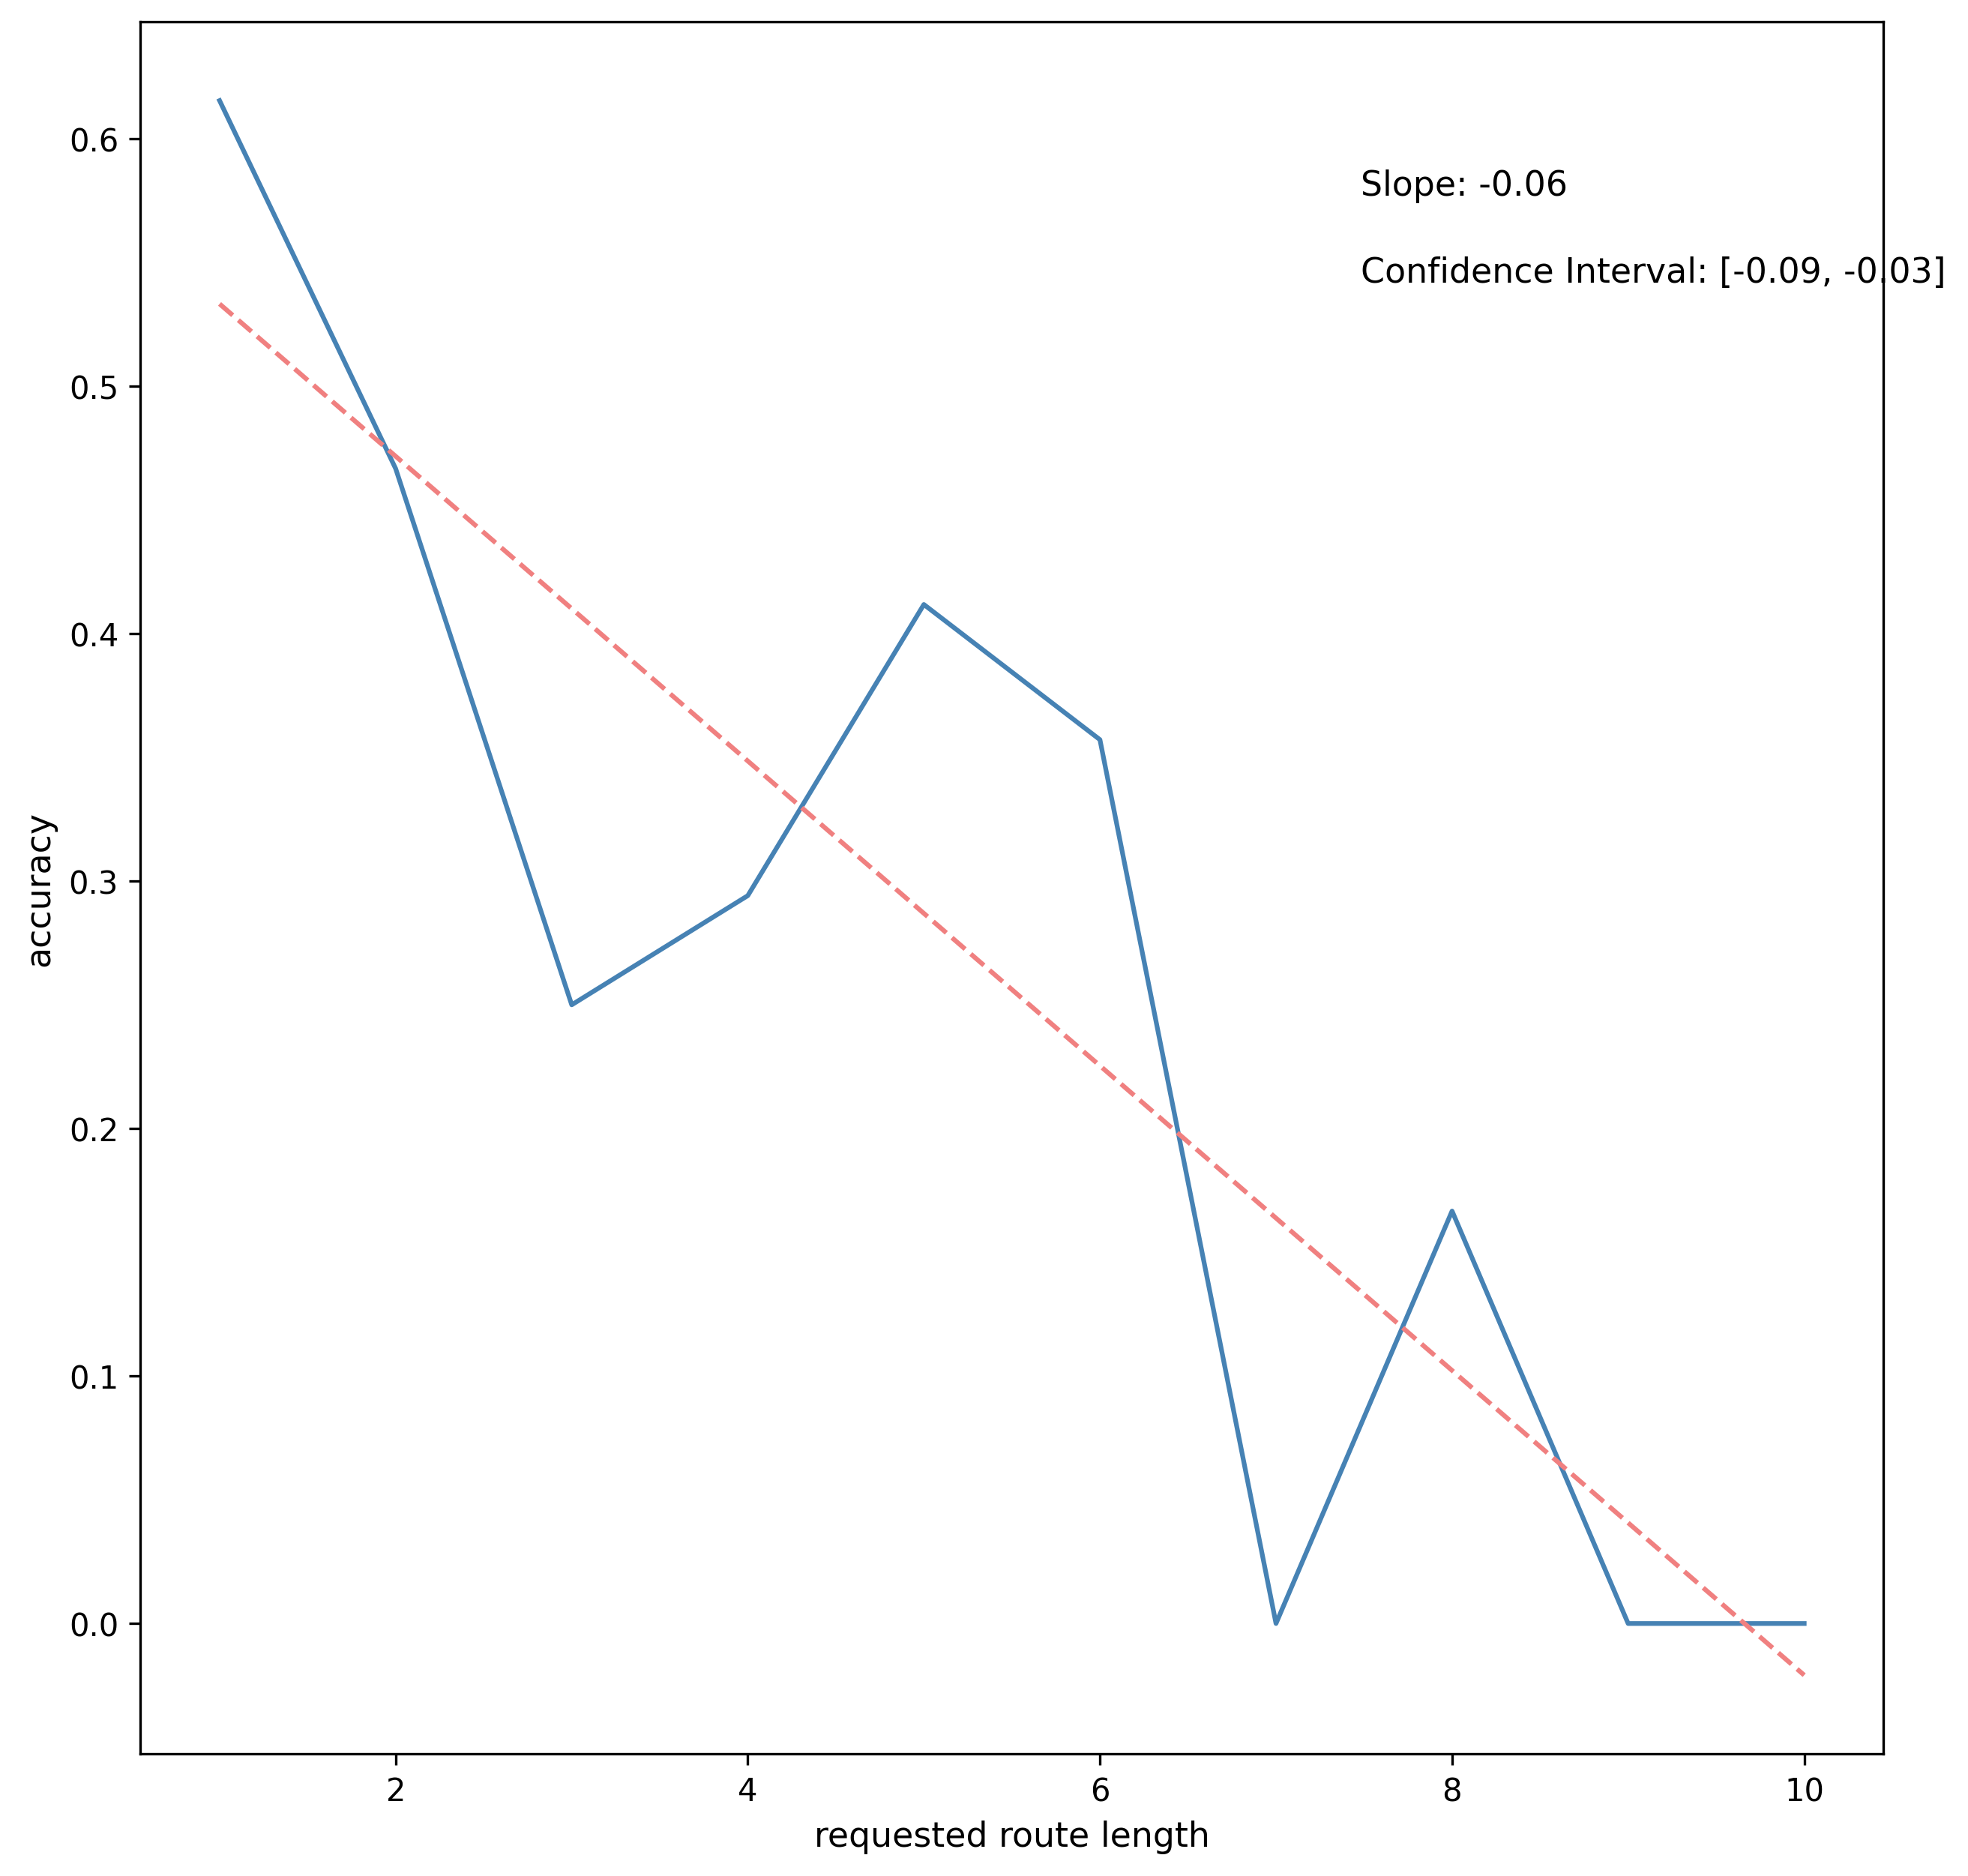 Slope: -0.06
Confidence Interval: [-0.09, -0.03]
0.6
0.5
0.4
0.3
0.2
0.1
0.0
accuracy
2 4 6 8 10
requested route length